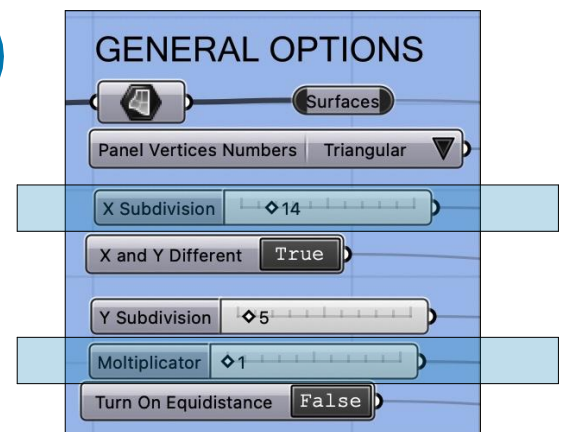 GENERAL OPTIONS
Surfaces
Panel Vertices Numbers Triangular
X Subdivision 14
X and Y Different True
Y Subdivision 5
Moltiplicator 1
Turn On Equidistance False